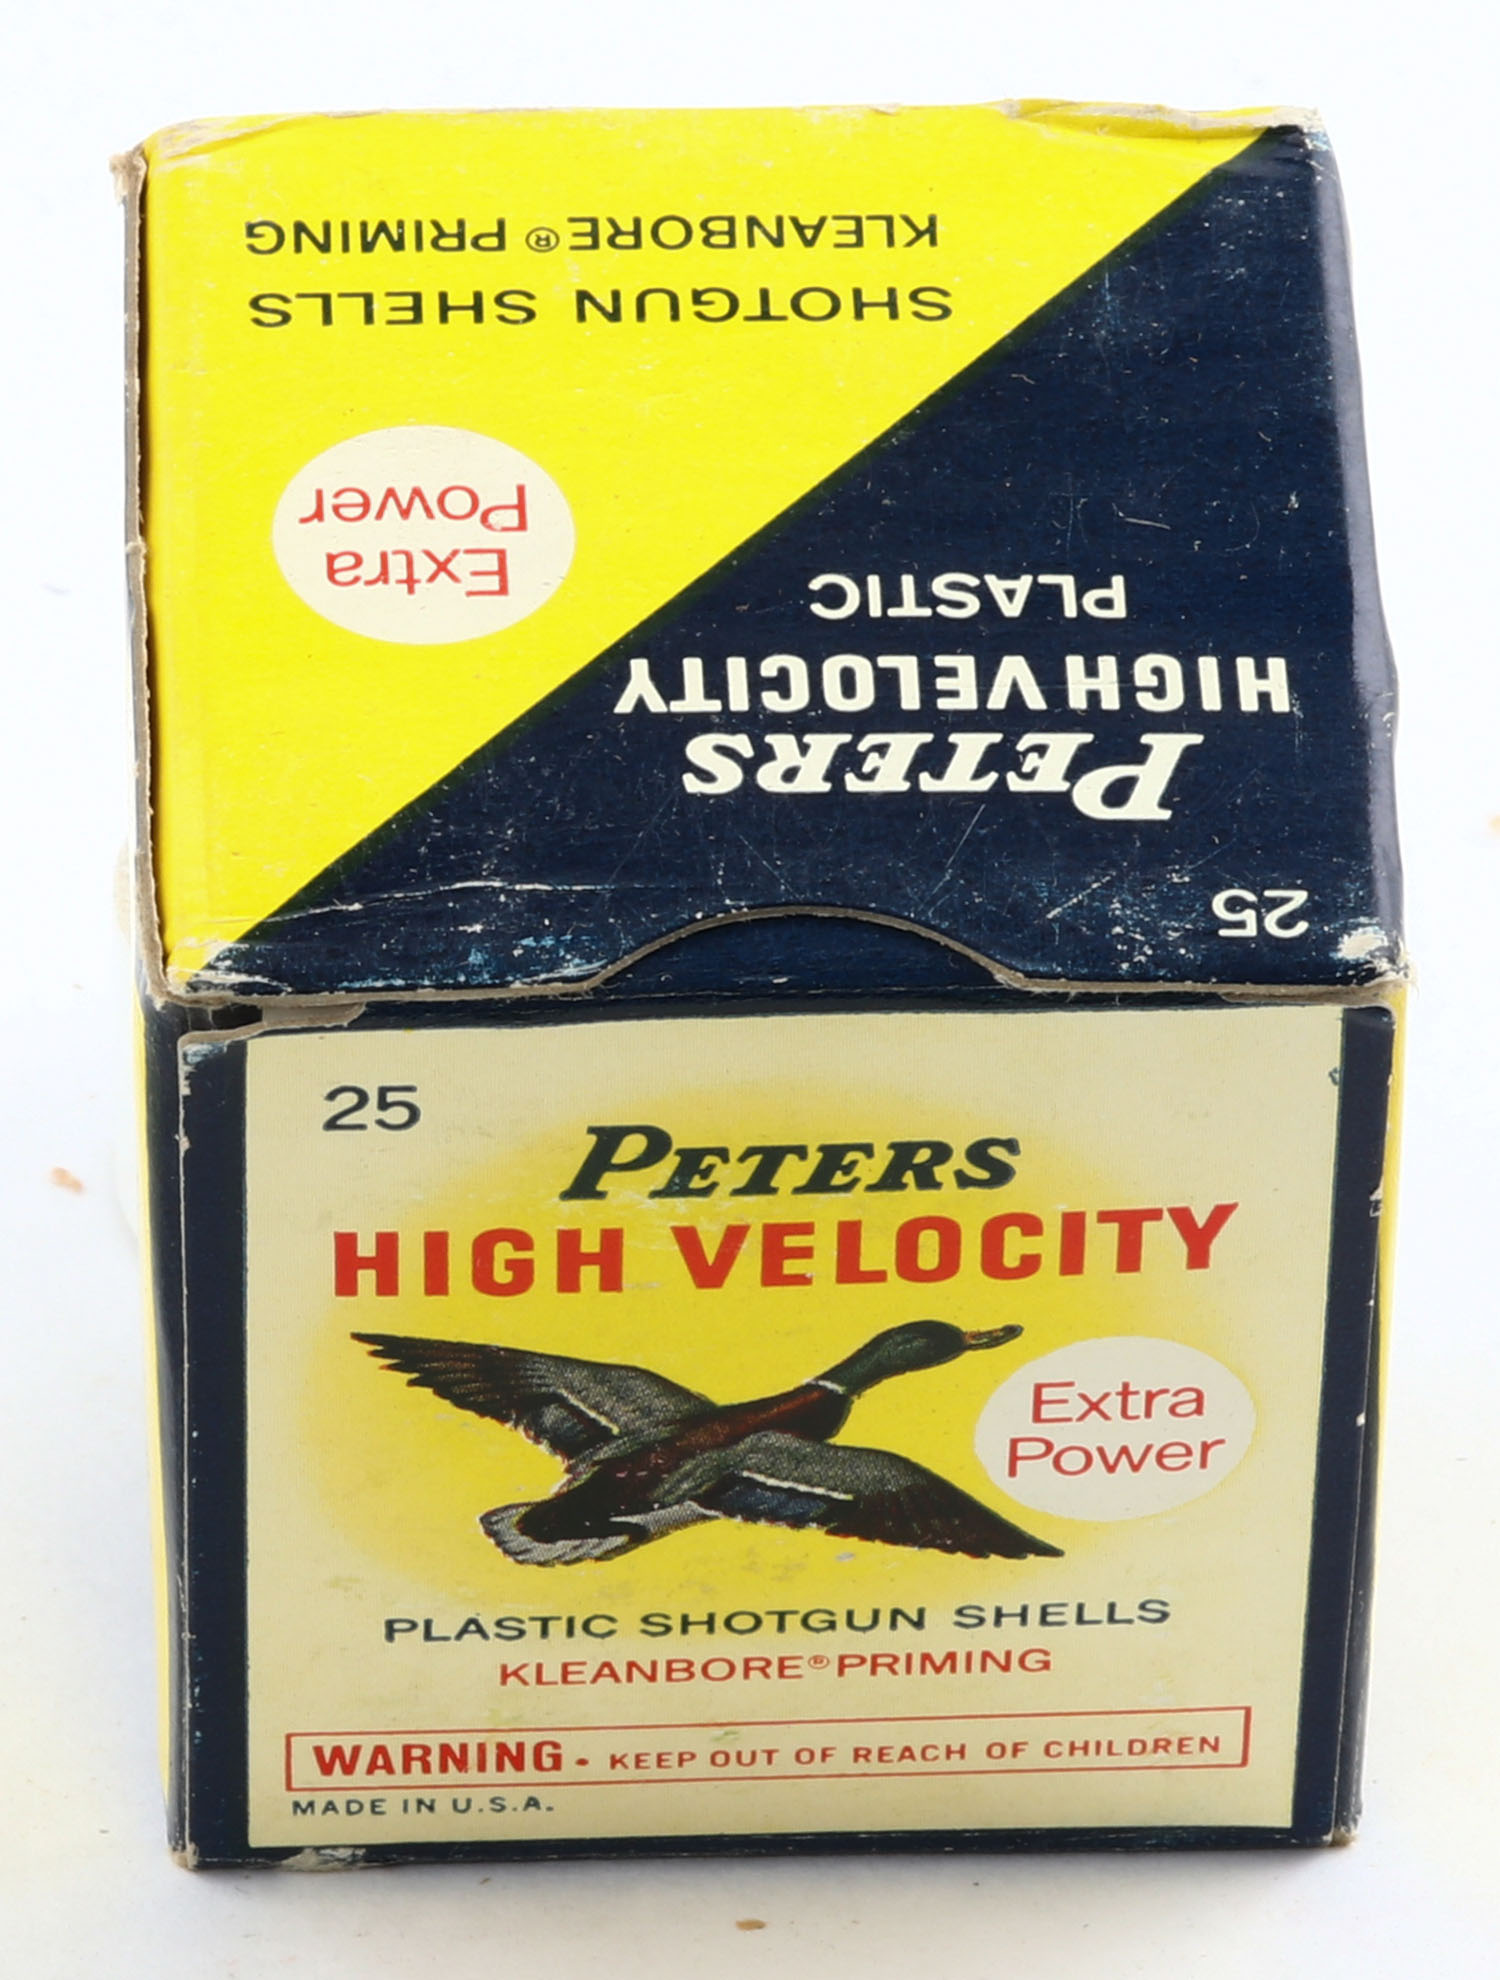 KLEANBORE® PRIMING
SHOTGUN SHELLS
Extra
Power
PLASTIC
HIGH VELOCITY
PETERS
25
25
PETERS
HIGH VELOCITY
Extra
Power
PLASTIC SHOTGUN SHELLS
KLEANBORE® PRIMING
WARNING • KEEP OUT OF REACH OF CHILDREN
MADE IN U.S.A.